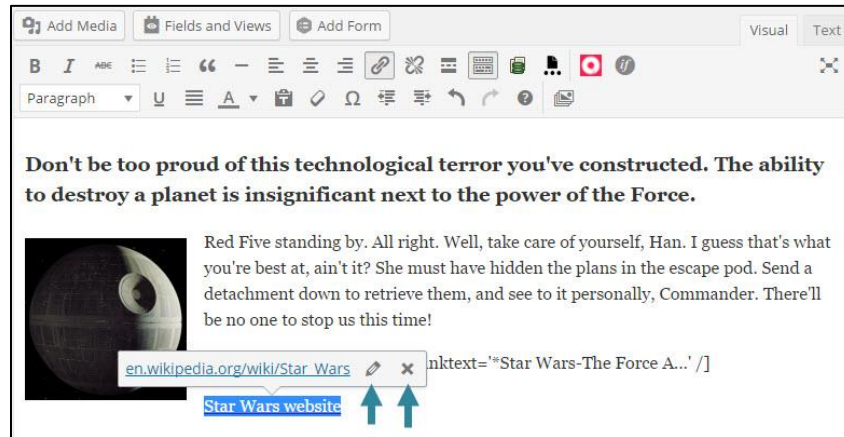 Add Media Fields and Views Add Form Visual Text
B I ABC
Paragraph U A Ω
Don't be too proud of this technological terror you've constructed. The ability
to destroy a planet is insignificant next to the power of the Force.
Red Five standing by. All right. Well, take care of yourself, Han. I guess that's what
you're best at, ain't it? She must have hidden the plans in the escape pod. Send a
detachment down to retrieve them, and see to it personally, Commander. There'll
be no one to stop us this time!
en.wikipedia.org/wiki/Star_Wars nktext='*Star Wars-The Force A...' /]
Star Wars website